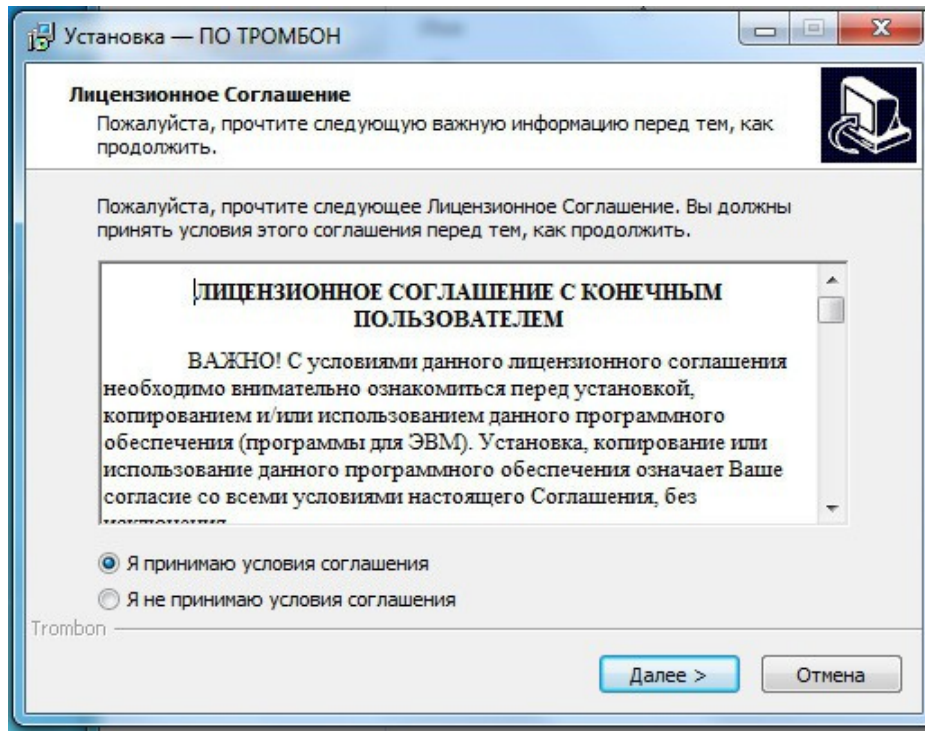 Установка — ПО ТРОМБОН
Лицензионное Соглашение
Пожалуйста, прочтите следующую важную информацию перед тем, как
продолжить.
Пожалуйста, прочтите следующее Лицензионное Соглашение. Вы должны
принять условия этого соглашения перед тем, как продолжить.
ЛИЦЕНЗИОННОЕ СОГЛАШЕНИЕ С КОНЕЧНЫМ
ПОЛЬЗОВАТЕЛЕМ
ВАЖНО! С условиями данного лицензионного соглашения
необходимо внимательно ознакомиться перед установкой,
копированием и/или использованием данного программного
обеспечения (программы для ЭВМ). Установка, копирование или
использование данного программного обеспечения означает Ваше
согласие со всеми условиями настоящего Соглашения, без
Я принимаю условия соглашения
Я не принимаю условия соглашения
Trombon
Далее >
Отмена